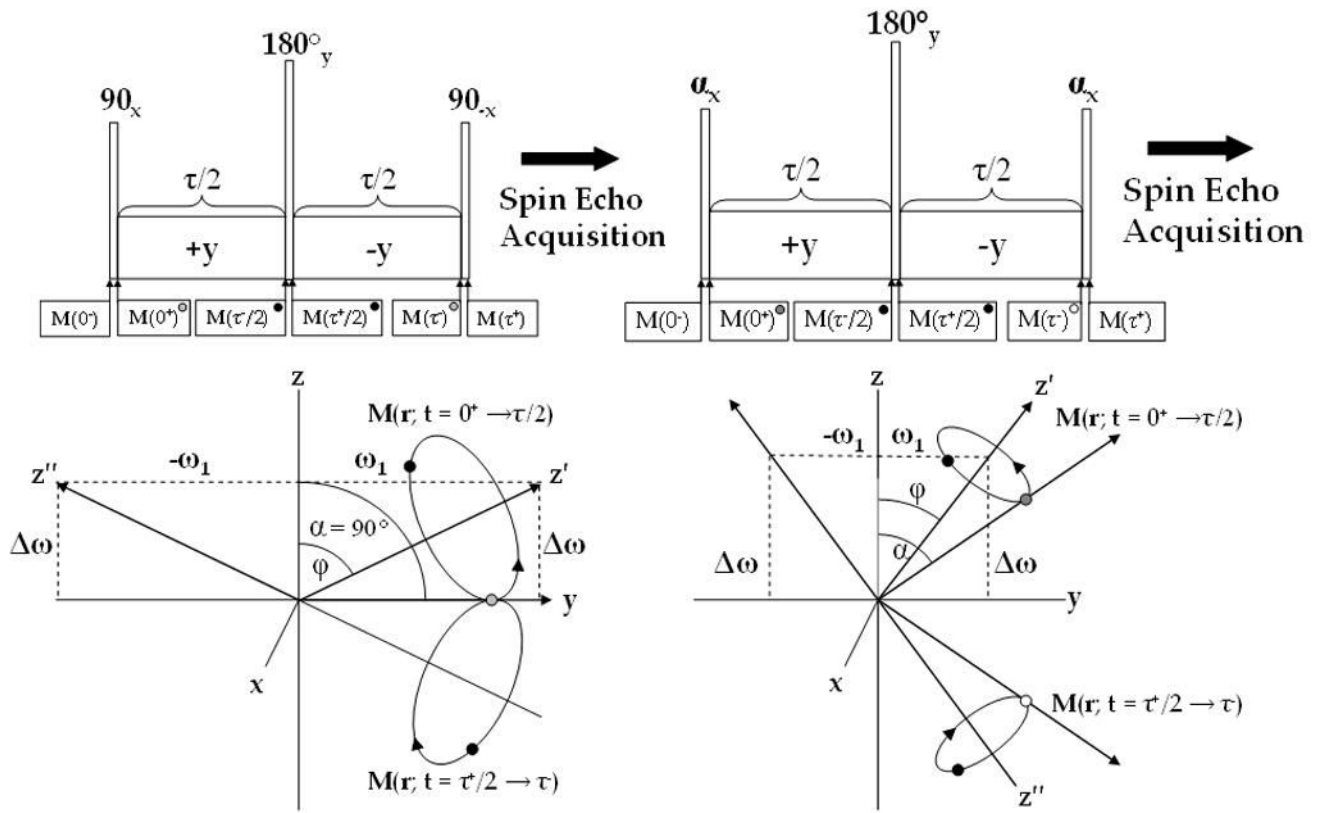 90ₓ
180°ᵧ
90₋ₓ
τ/2
τ/2
+y
-y
Spin Echo
Acquisition
M(0⁻)
M(0⁺)
M(τ⁻/2)
M(τ⁺/2)
M(τ⁻)
M(τ⁺)
αₓ
180°ᵧ
αₓ
τ/2
τ/2
+y
-y
Spin Echo
Acquisition
M(0⁻)
M(0⁺)
M(τ⁻/2)
M(τ⁺/2)
M(τ⁻)
M(τ⁺)
z
M(r; t = 0⁺ →τ/2)
-ω₁
ω₁
z''
z'
α = 90°
Δω
φ
Δω
y
x
M(r; t = τ⁺/2 → τ⁻)
z
z'
M(r; t = 0⁺ →τ/2)
-ω₁
ω₁
φ
α
Δω
Δω
y
x
M(r; t = τ⁺/2 → τ⁻)
z''